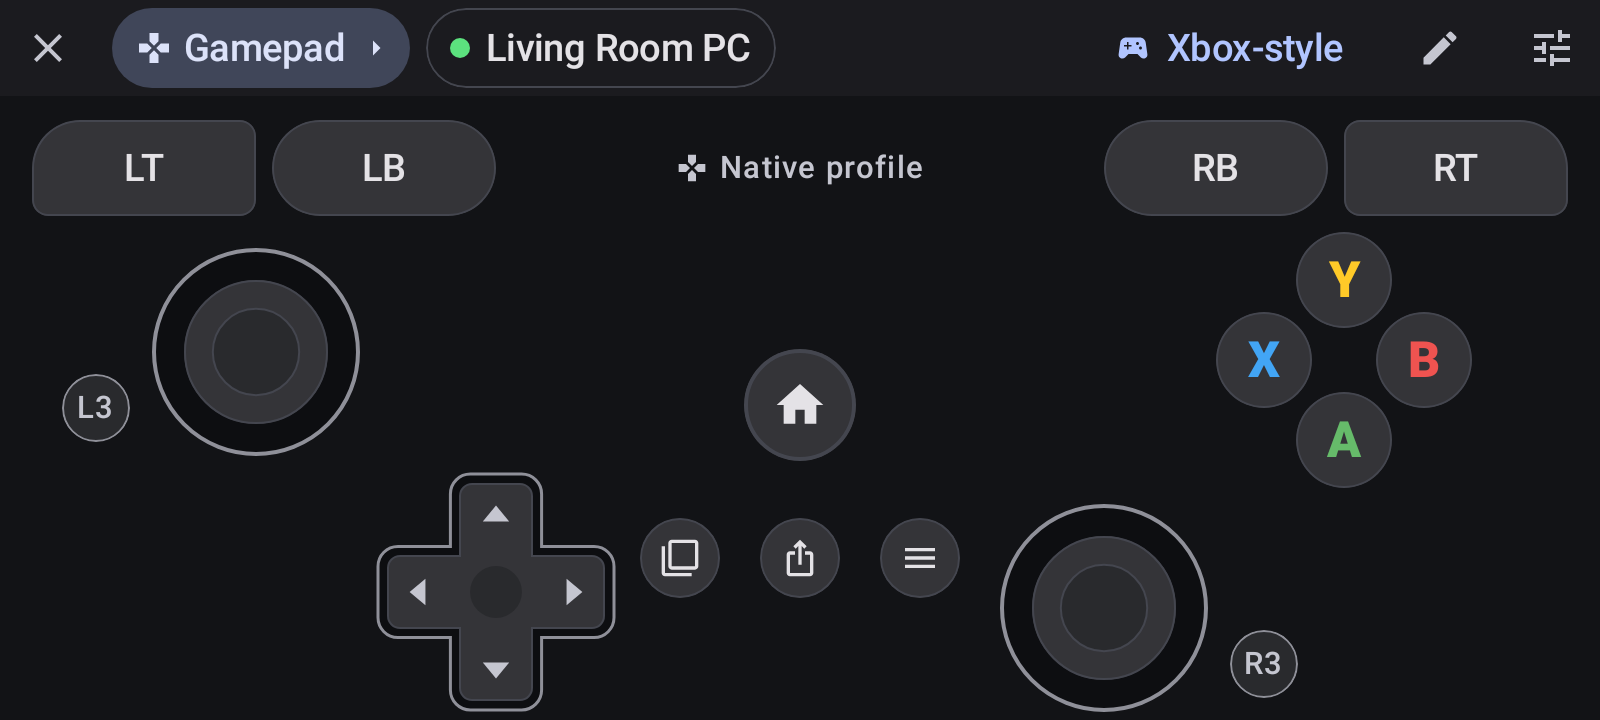 Gamepad
Living Room PC
Xbox-style
LT
LB
Native profile
RB
RT
Y
X
B
A
L3
R3